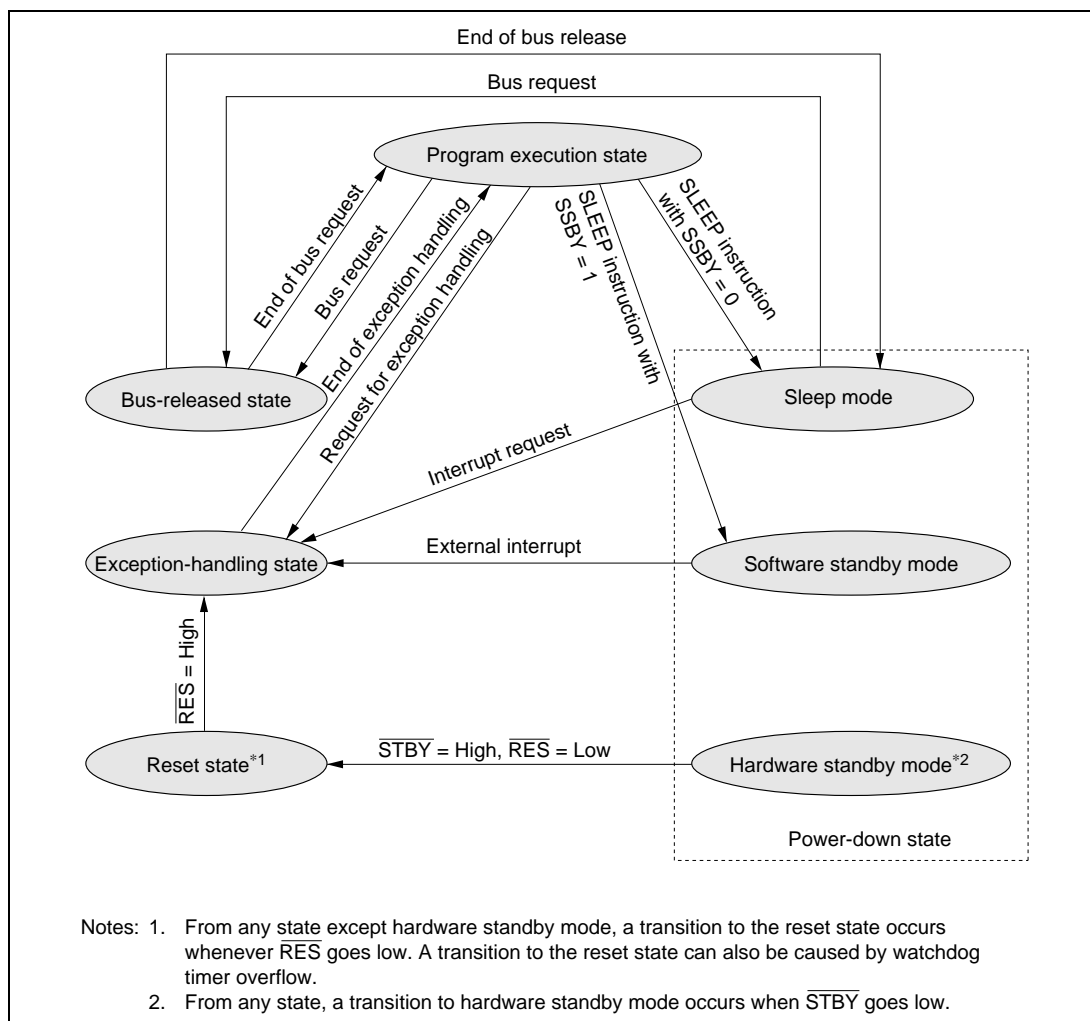 End of bus release
Bus request
Program execution state
End of bus request
Bus request
End of exception handling
Request for exception handling
SLEEP instruction with
SSBY = 1
SLEEP instruction
with SSBY = 0
Bus-released state
Sleep mode
Interrupt request
Exception-handling state
External interrupt
Software standby mode
R̅E̅S̅ = High
Reset state*1
S̅T̅B̅Y̅ = High, R̅E̅S̅ = Low
Hardware standby mode*2
Power-down state
Notes: 1. From any state except hardware standby mode, a transition to the reset state occurs
whenever R̅E̅S̅ goes low. A transition to the reset state can also be caused by watchdog
timer overflow.
2. From any state, a transition to hardware standby mode occurs when S̅T̅B̅Y̅ goes low.